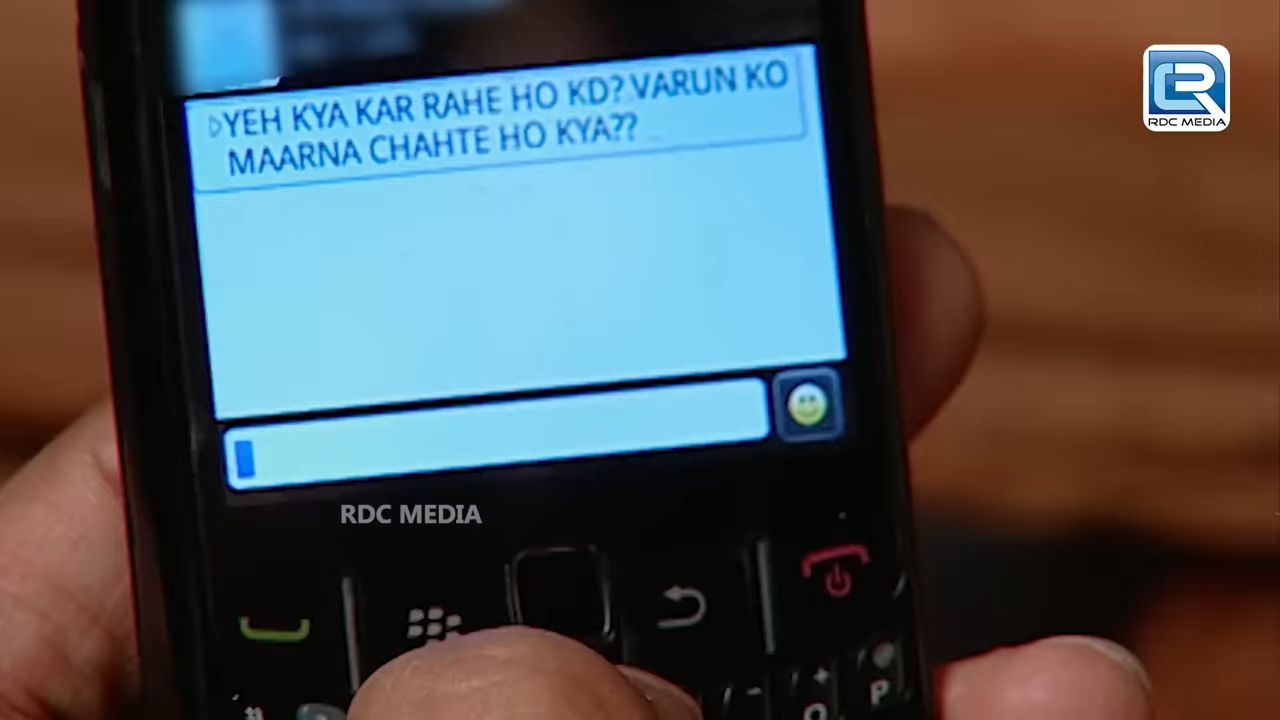 YEH KYA KAR RAHE HO KD? VARUN KO
MAARNA CHAHTE HO KYA??
RDC MEDIA
RDC MEDIA
P
O